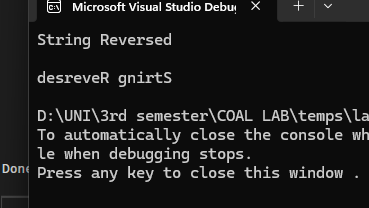 Microsoft Visual Studio Debu
String Reversed
desreveR gnirtS
D:\UNI\3rd semester\COAL LAB\temps\la
To automatically close the console wh
le when debugging stops.
Done
Press any key to close this window .